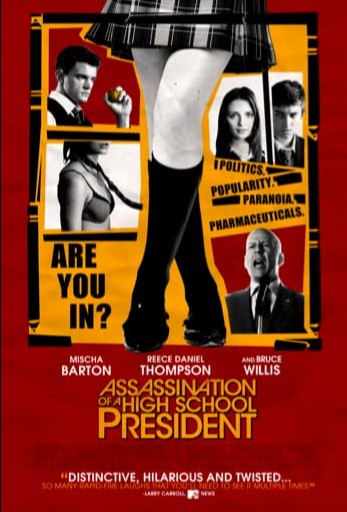 POLITICS.
POPULARITY.
PARANOIA.
PHARMACEUTICALS.
ARE
YOU
IN?
MISCHA
BARTON
REECE DANIEL
THOMPSON
AND BRUCE
WILLIS
ASSASSINATION
OF A HIGH SCHOOL
PRESIDENT
"DISTINCTIVE, HILARIOUS AND TWISTED...
SO MANY RAPID-FIRE LAUGHS THAT YOU'LL NEED TO SEE IT MULTIPLE TIMES"
-LARRY CARROLL, MTV NEWS